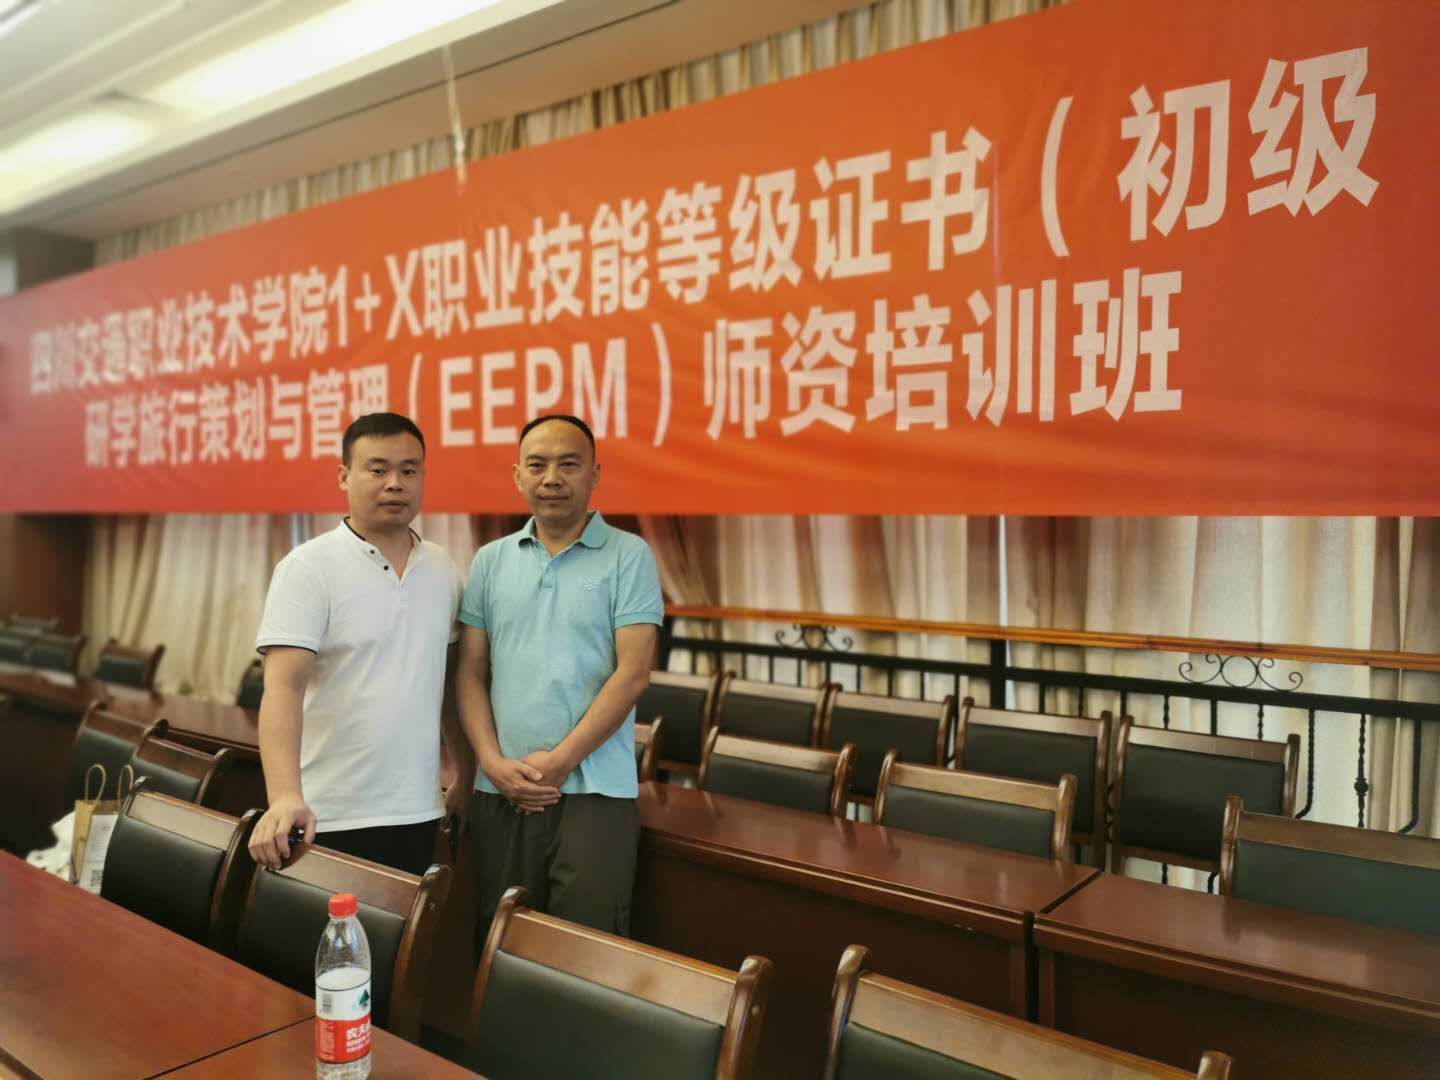 四川交通职业技术学院1+X职业技能等级证书（初级
研学旅行策划与管理（EEPM）师资培训班
农夫